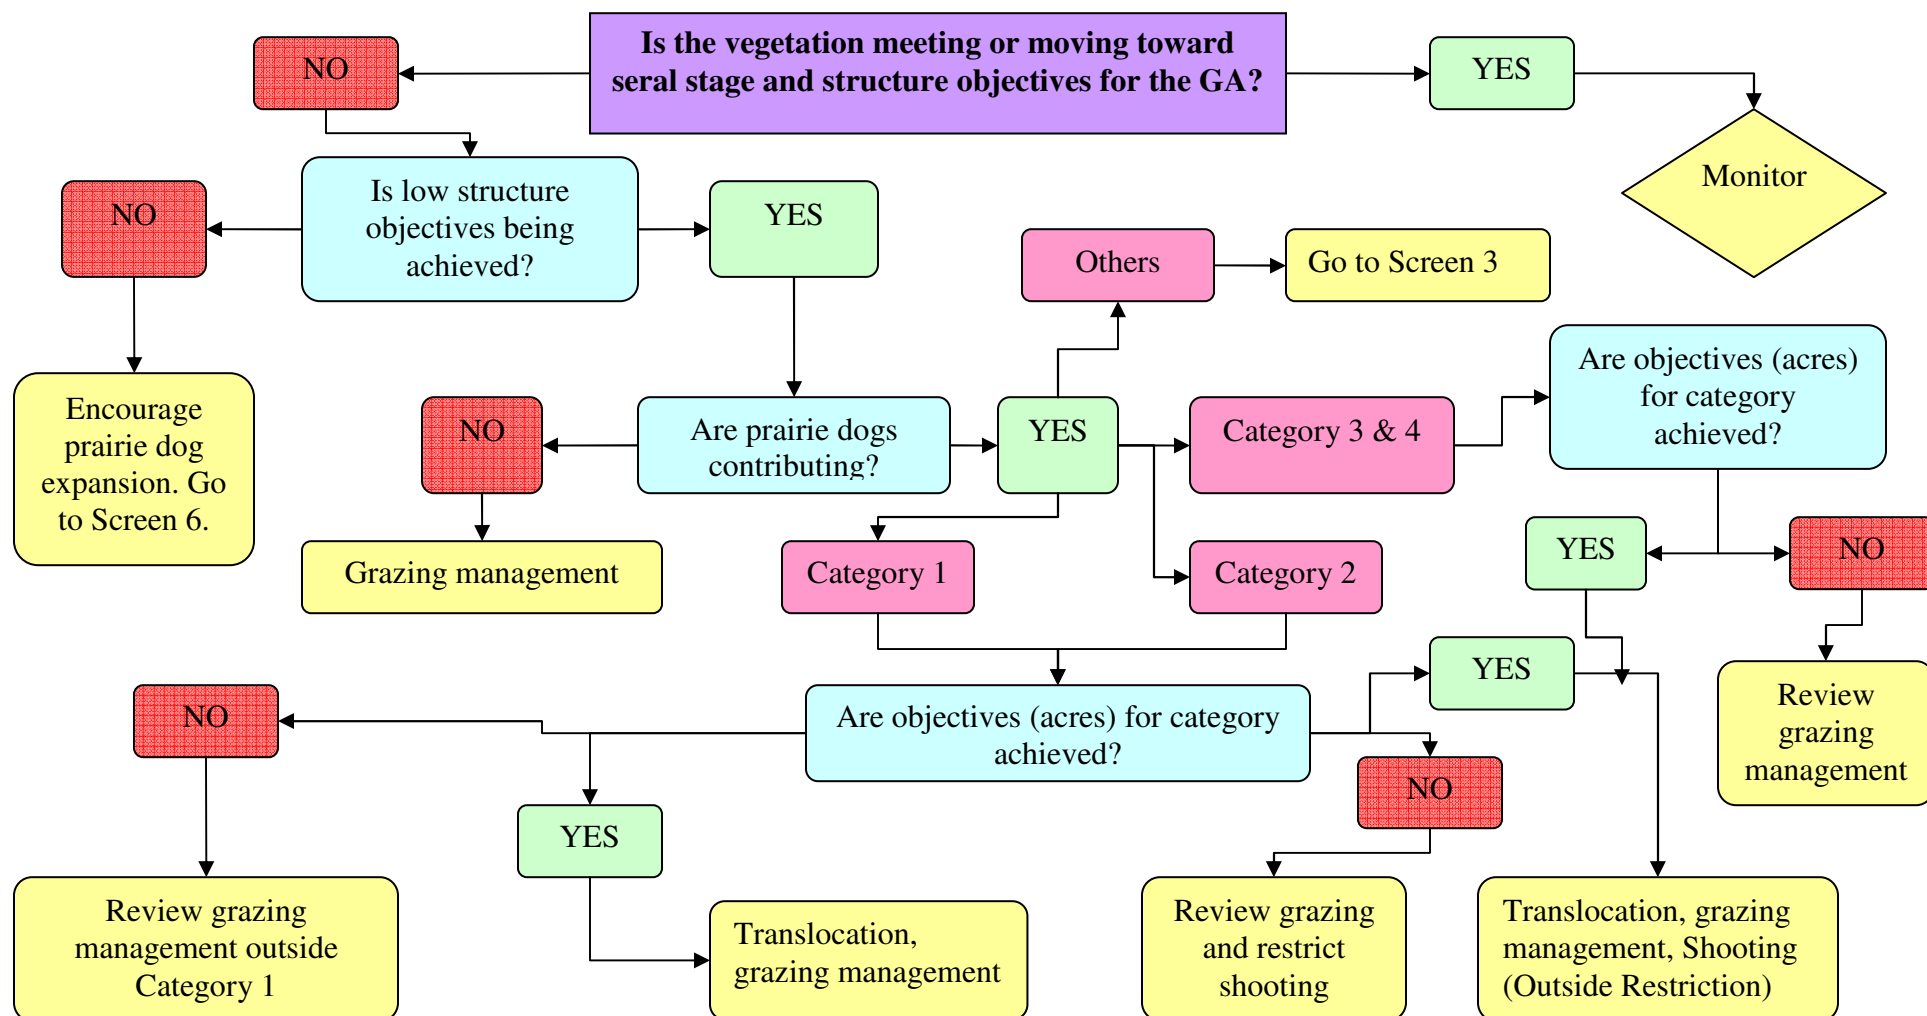 Is the vegetation meeting or moving toward
seral stage and structure objectives for the GA?
NO
YES
Monitor
Is low structure
objectives being
achieved?
NO
YES
Others
Go to Screen 3
Are objectives (acres)
for category
achieved?
Encourage
prairie dog
expansion. Go
to Screen 6.
NO
Are prairie dogs
contributing?
YES
Category 3 & 4
Grazing management
Category 1
Category 2
YES
NO
Review
grazing
management
NO
Are objectives (acres) for category
achieved?
YES
NO
YES
Review grazing
management outside
Category 1
Translocation,
grazing management
Review grazing
and restrict
shooting
Translocation, grazing
management, Shooting
(Outside Restriction)